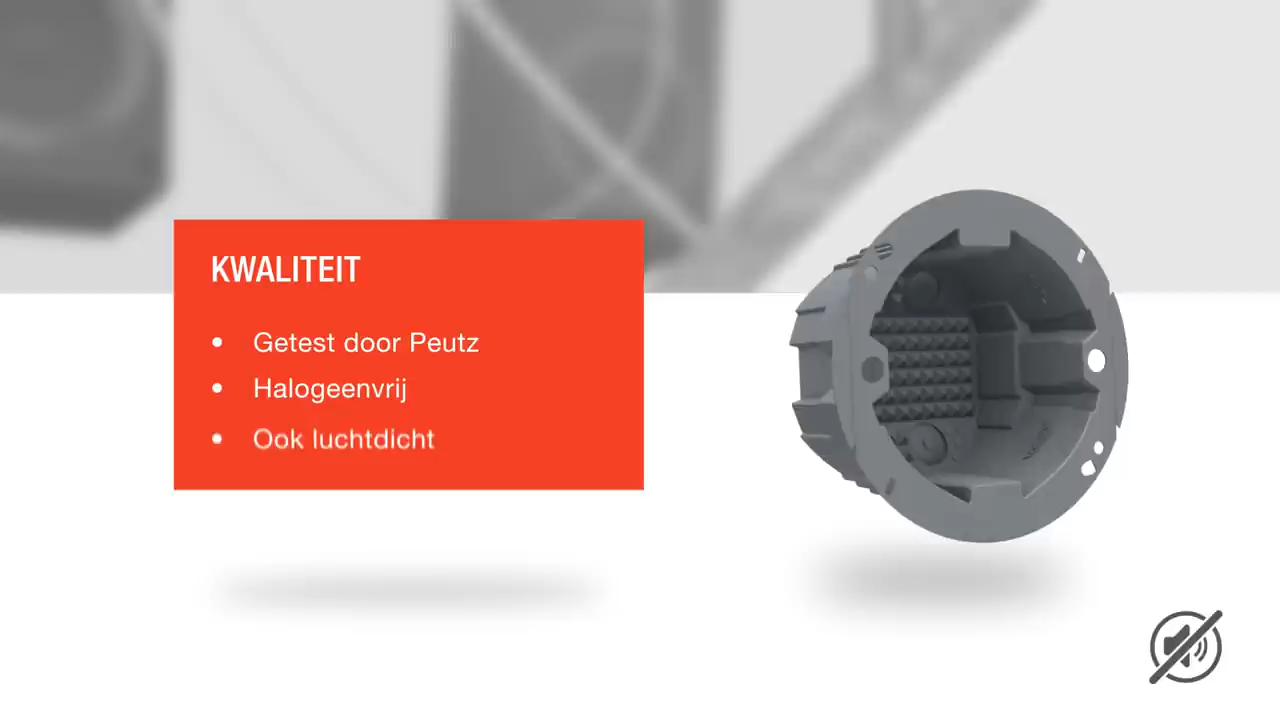 KWALITEIT
• Getest door Peutz
• Halogeenvrij
• Ook luchtdicht